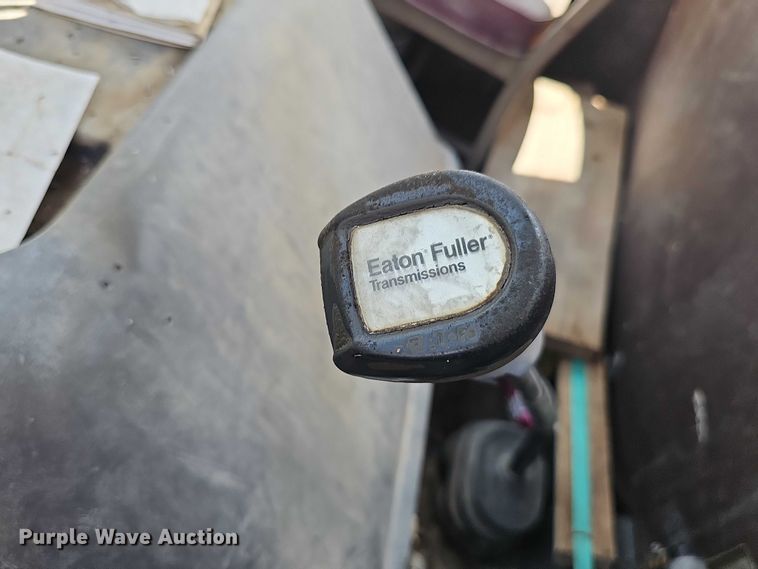 Eaton® Fuller®
Transmissions
Purple Wave Auction